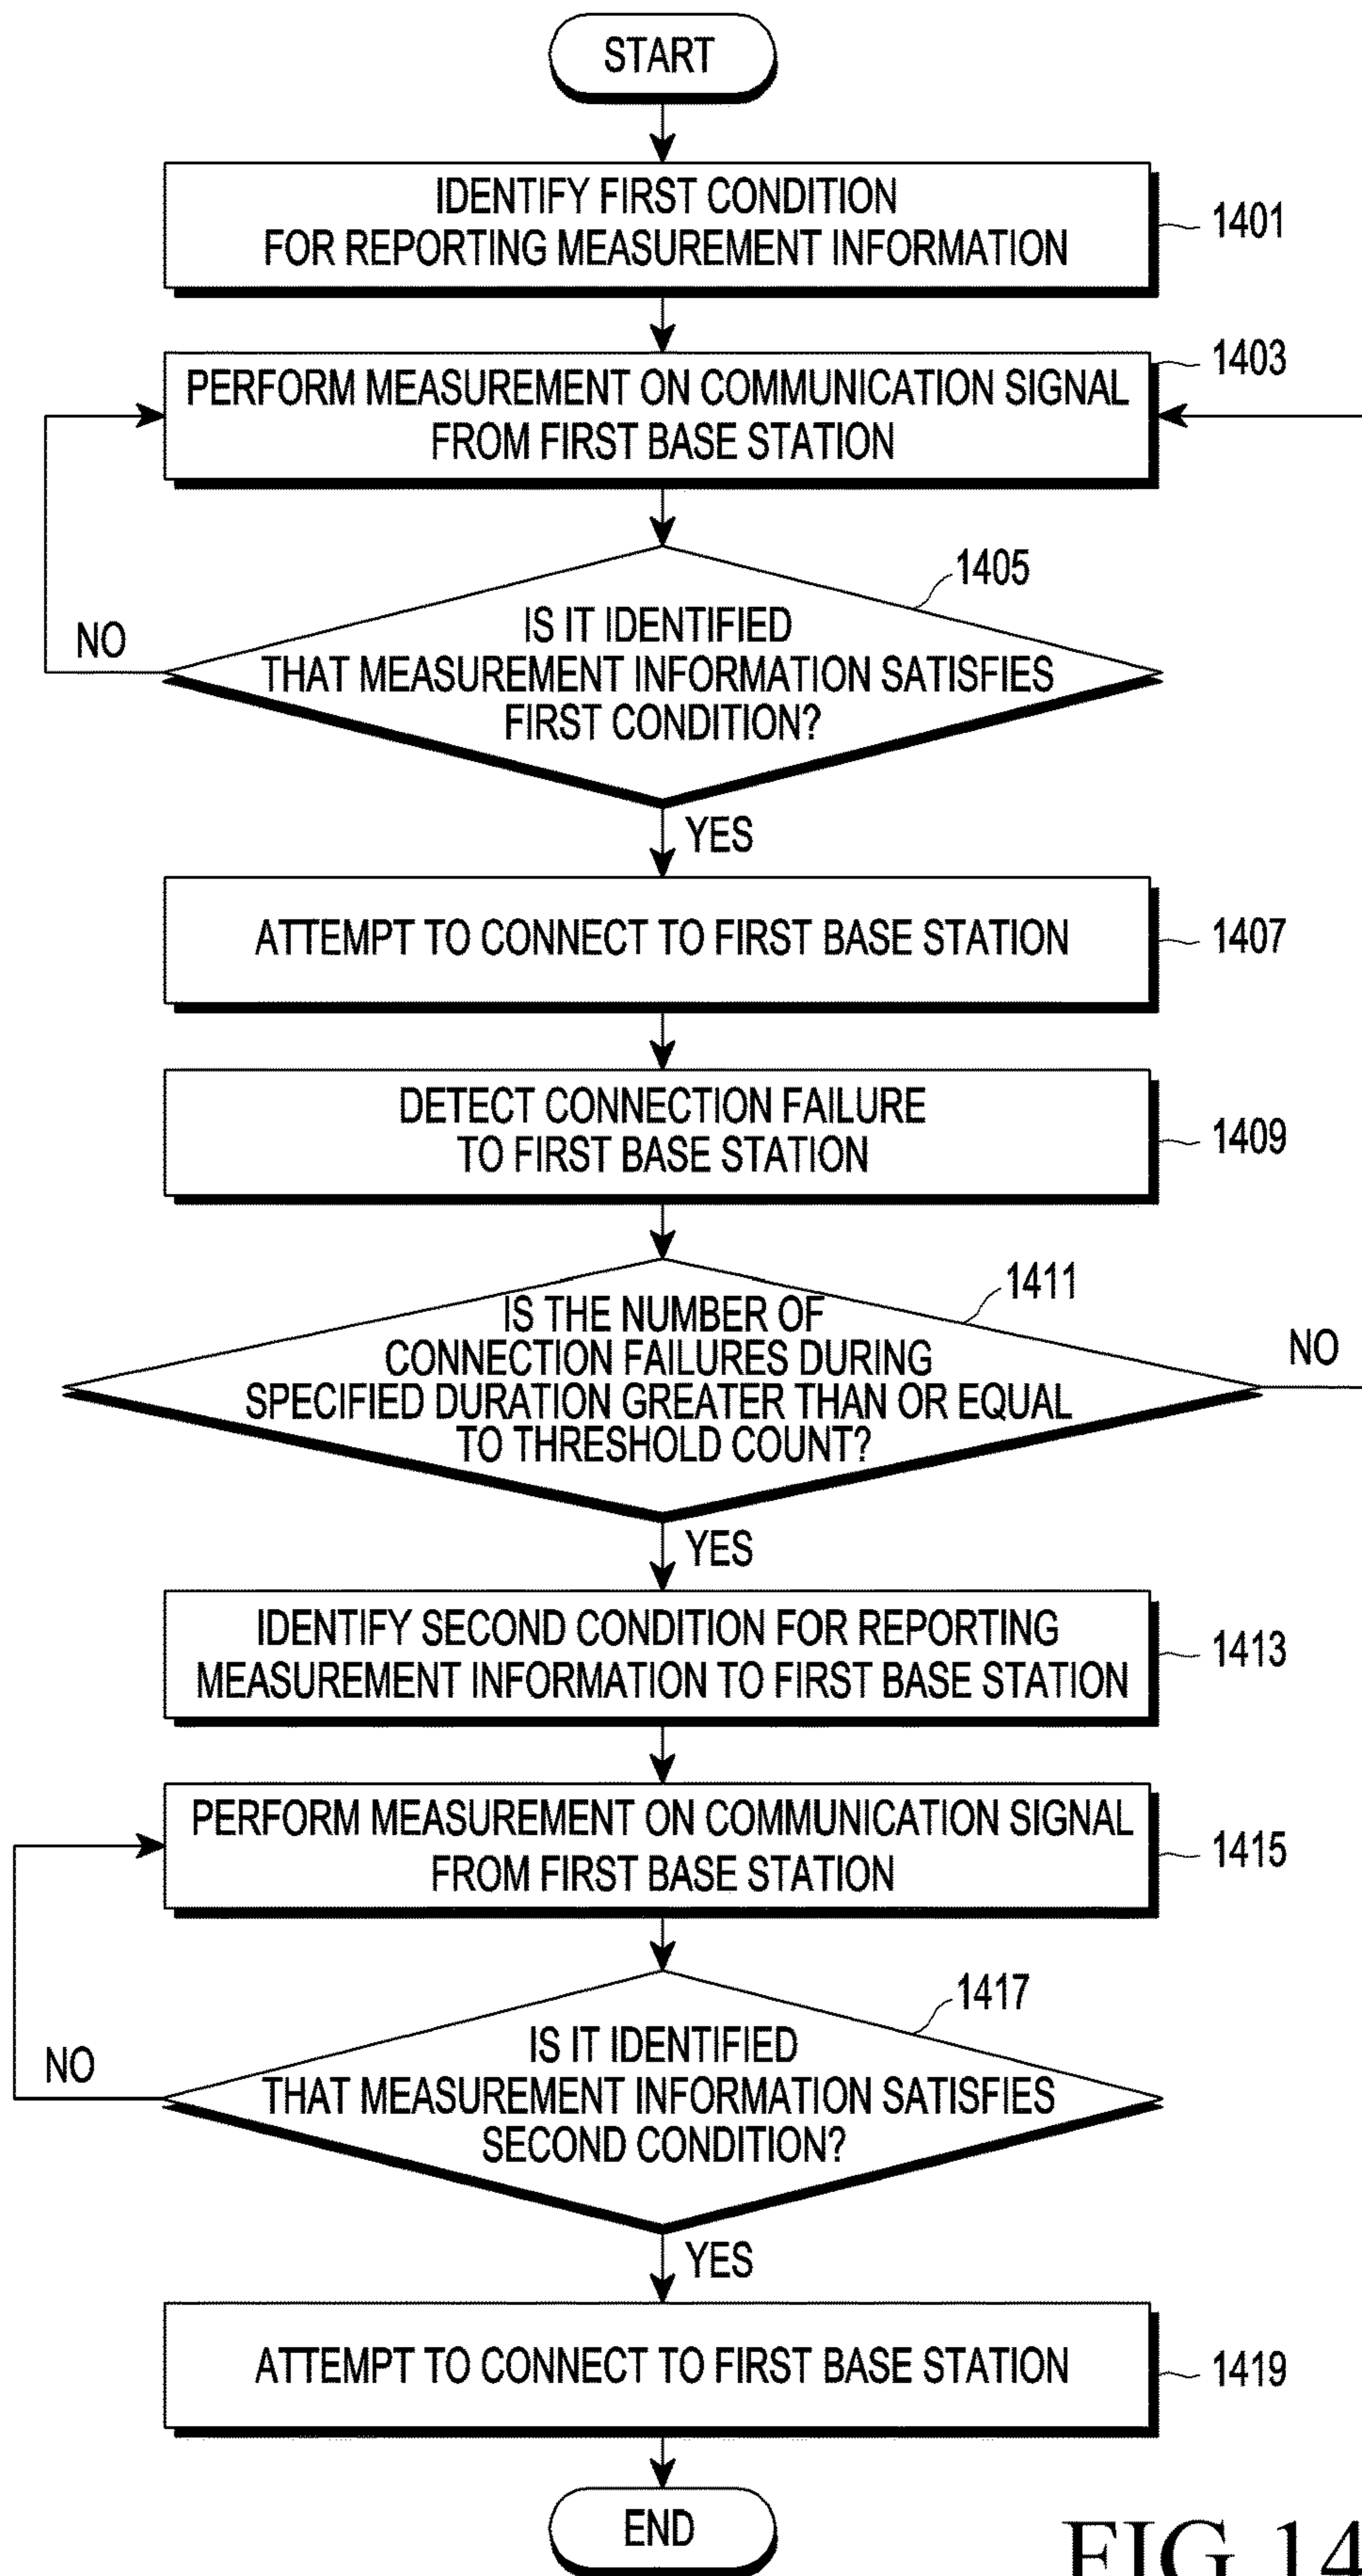 START
IDENTIFY FIRST CONDITION
FOR REPORTING MEASUREMENT INFORMATION
1401
PERFORM MEASUREMENT ON COMMUNICATION SIGNAL
FROM FIRST BASE STATION
1403
1405
IS IT IDENTIFIED
THAT MEASUREMENT INFORMATION SATISFIES
FIRST CONDITION?
NO
YES
ATTEMPT TO CONNECT TO FIRST BASE STATION
1407
DETECT CONNECTION FAILURE
TO FIRST BASE STATION
1409
1411
IS THE NUMBER OF
CONNECTION FAILURES DURING
SPECIFIED DURATION GREATER THAN OR EQUAL
TO THRESHOLD COUNT?
NO
YES
IDENTIFY SECOND CONDITION FOR REPORTING
MEASUREMENT INFORMATION TO FIRST BASE STATION
1413
PERFORM MEASUREMENT ON COMMUNICATION SIGNAL
FROM FIRST BASE STATION
1415
1417
IS IT IDENTIFIED
THAT MEASUREMENT INFORMATION SATISFIES
SECOND CONDITION?
NO
YES
ATTEMPT TO CONNECT TO FIRST BASE STATION
1419
END
FIG.14